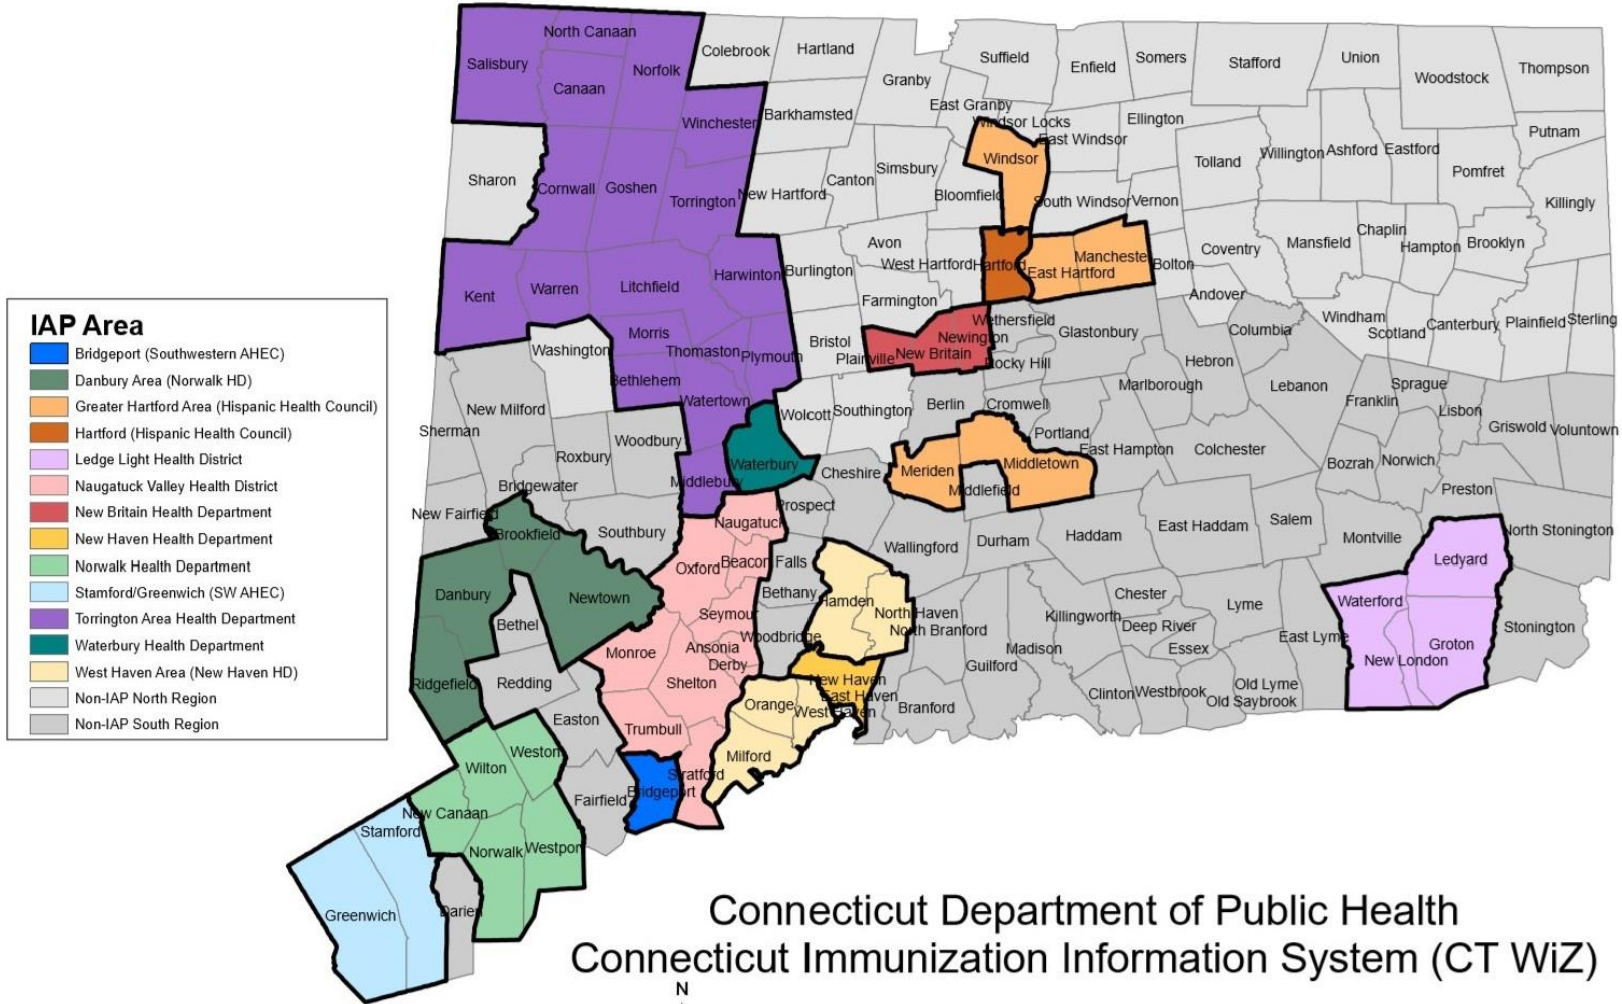 North Canaan
Salisbury
Canaan
Norfolk
Colebrook
Hartland
Granby
Suffield
Enfield
Somers
Stafford
Union
Woodstock
Thompson
Winchester
Barkhamsted
East Granby
Windsor Locks
East Windsor
Ellington
Tolland
Willington
Ashford
Eastford
Putnam
Pomfret
Killingly
Sharon
Cornwall
Goshen
Torrington
New Hartford
Canton
Simsbury
Bloomfield
Windsor
South Windsor
Vernon
Kent
Warren
Litchfield
Harwinton
Burlington
Avon
West Hartford
Farmington
Hartford
East Hartford
Manchester
Bolton
Coventry
Mansfield
Chaplin
Hampton
Brooklyn
Andover
Columbia
Windham
Scotland
Canterbury
Plainfield
Sterling
Washington
Morris
Thomaston
Plymouth
Bristol
Plainville
New Britain
Newington
Wethersfield
Rocky Hill
Glastonbury
Hebron
Marlborough
Lebanon
Sprague
Franklin
Lisbon
Griswold
Voluntown
Bethlehem
Watertown
Wolcott
Southington
Berlin
Cromwell
Portland
East Hampton
Colchester
Bozrah
Norwich
Preston
New Milford
Sherman
Woodbury
Roxbury
Bridgewater
Waterbury
Middlebury
Cheshire
Meriden
Middletown
Middlefield
New Fairfield
Brookfield
Southbury
Naugatuck
Prospect
Wallingford
Durham
Haddam
East Haddam
Salem
Montville
Ledyard
North Stonington
Danbury
Newtown
Bethel
Oxford
Beacon
Falls
Bethany
Hamden
North Haven
North Branford
Seymour
Woodbridge
Killingworth
Chester
Deep River
Essex
Lyme
East Lyme
Waterford
New London
Groton
Stonington
Monroe
Ansonia
Derby
Shelton
Ridgefield
Redding
Easton
Trumbull
Orange
New Haven
East Haven
West Haven
Branford
Guilford
Madison
Clinton
Westbrook
Old Lyme
Old Saybrook
Weston
Wilton
Milford
Stratford
Bridgeport
Fairfield
New Canaan
Stamford
Norwalk
Westport
Greenwich
Darien
IAP Area
Bridgeport (Southwestern AHEC)
Danbury Area (Norwalk HD)
Greater Hartford Area (Hispanic Health Council)
Hartford (Hispanic Health Council)
Ledge Light Health District
Naugatuck Valley Health District
New Britain Health Department
New Haven Health Department
Norwalk Health Department
Stamford/Greenwich (SW AHEC)
Torrington Area Health Department
Waterbury Health Department
West Haven Area (New Haven HD)
Non-IAP North Region
Non-IAP South Region
Connecticut Department of Public Health
Connecticut Immunization Information System (CT WiZ)
N